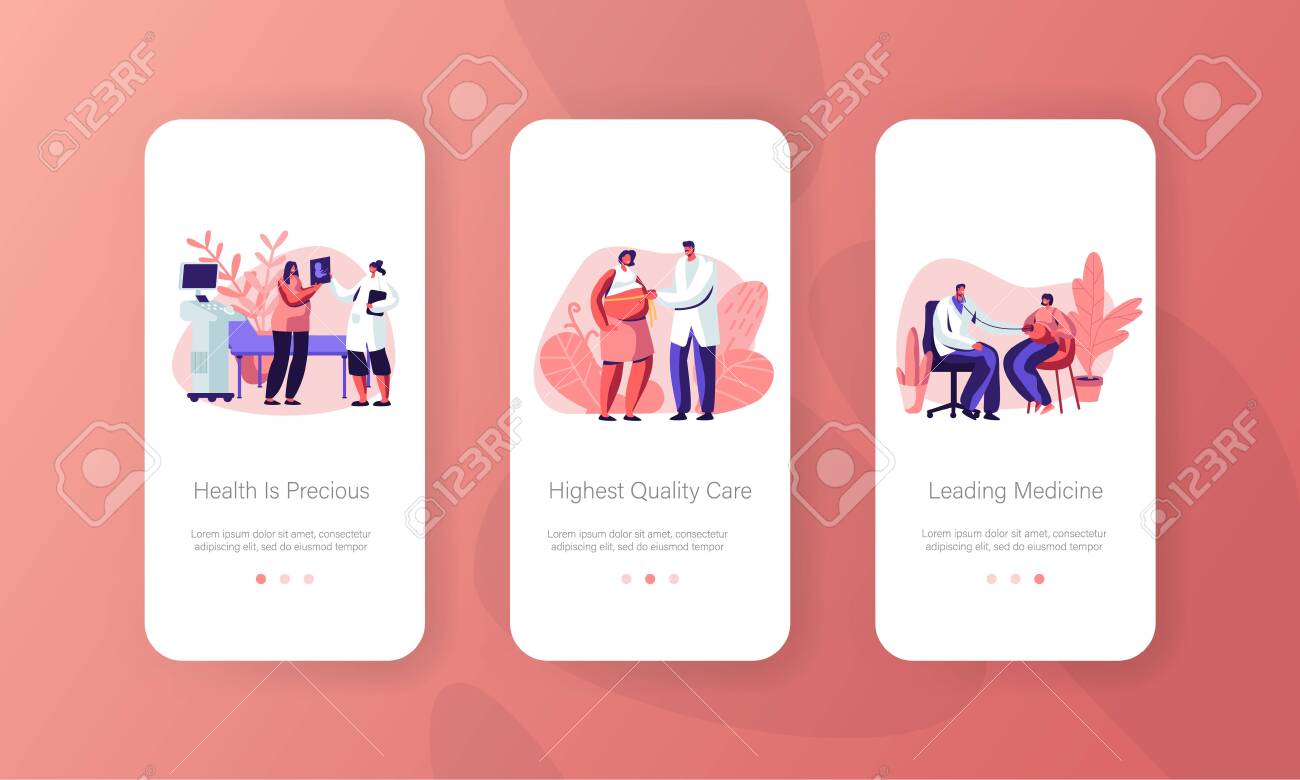 Health Is Precious
Lorem ipsum dolor sit amet, consectetur
adipiscing elit, sed do eiusmod tempor
Highest Quality Care
Lorem ipsum dolor sit amet, consectetur
adipiscing elit, sed do eiusmod tempor
Leading Medicine
Lorem ipsum dolor sit amet, consectetur
adipiscing elit, sed do eiusmod tempor
123RF
123RF
123RF
123RF
123RF
123RF
123RF
123RF